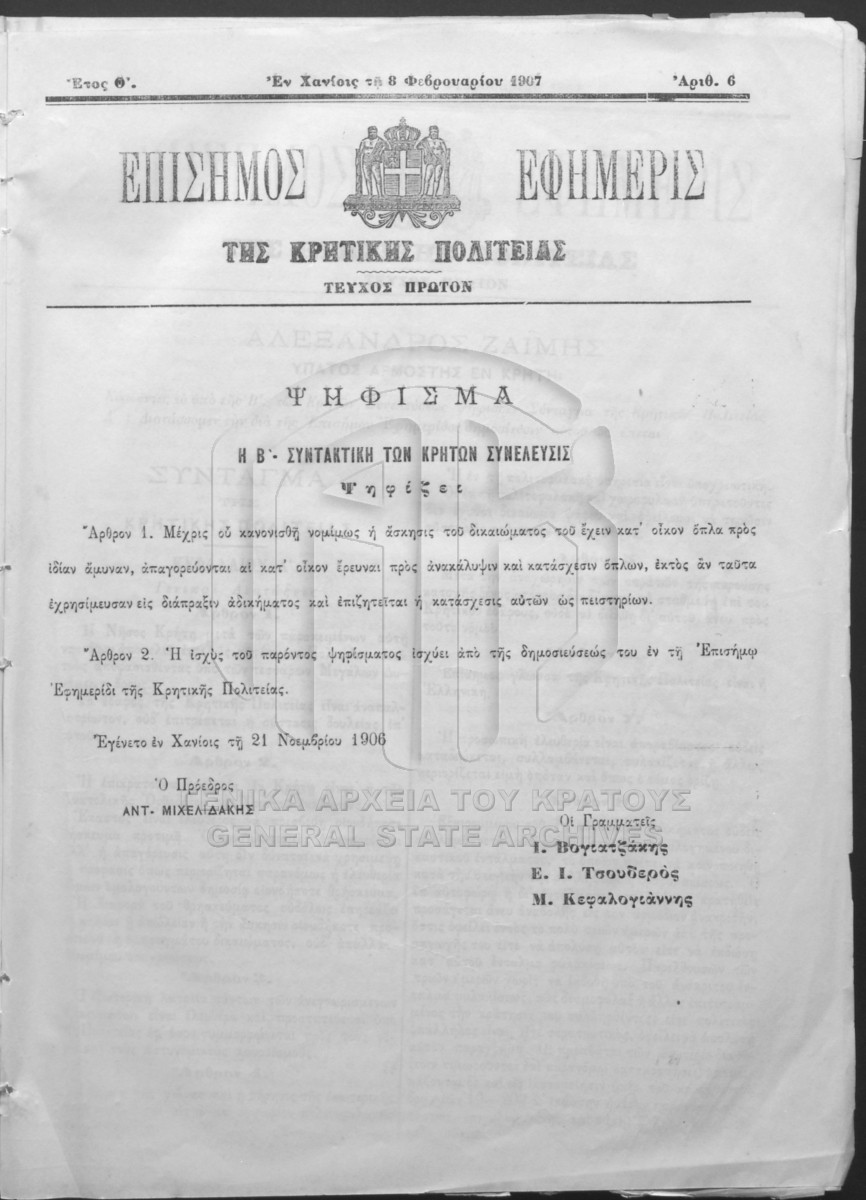 Ἔτος Θ'. Ἐν Χανίοις τῇ 8 Φεβρουαρίου 1907 Ἀριθ. 6
ΕΠΙΣΗΜΟΣ ΕΦΗΜΕΡΙΣ
ΤΗΣ ΚΡΗΤΙΚΗΣ ΠΟΛΙΤΕΙΑΣ
ΤΕΥΧΟΣ ΠΡΩΤΟΝ
ΑΛΕΞΑΝΔΡΟΣ ΖΑΪΜΗΣ
ΨΗΦΙΣΜΑ
Η Β'- ΣΥΝΤΑΚΤΙΚΗ ΤΩΝ ΚΡΗΤΩΝ ΣΥΝΕΛΕΥΣΙΣ
Ψηφίζει
Ἄρθρον 1. Μέχρις οὗ κανονισθῇ νομίμως ἡ ἄσκησις τοῦ δικαιώματος τοῦ ἔχειν κατ' οἶκον ὅπλα πρὸς
ἰδίαν ἄμυναν, ἀπαγορεύονται αἱ κατ' οἶκον ἔρευναι πρὸς ἀνακάλυψιν καὶ κατάσχεσιν ὅπλων, ἐκτὸς ἂν ταῦτα
ἐχρησίμευσαν εἰς διάπραξιν ἀδικήματος καὶ ἐπιζητεῖται ἡ κατάσχεσις αὐτῶν ὡς πειστηρίων.
Ἄρθρον 2. Ἡ ἰσχὺς τοῦ παρόντος ψηφίσματος ἰσχύει ἀπὸ τῆς δημοσιεύσεώς του ἐν τῇ Ἐπισήμῳ
Ἐφημερίδι τῆς Κρητικῆς Πολιτείας.
Ἐγένετο ἐν Χανίοις τῇ 21 Νοεμβρίου 1906
Ὁ Πρόεδρος
ΑΝΤ- ΜΙΧΕΛΙΔΑΚΗΣ
ΓΕΝΙΚΑ ΑΡΧΕΙΑ ΤΟΥ ΚΡΑΤΟΥΣ
GENERAL STATE ARCHIVES
Οἱ Γραμματεῖς
Ι. Βογιατζάκης
Ε. Ι. Τσουδερὸς
Μ. Κεφαλογιάννης